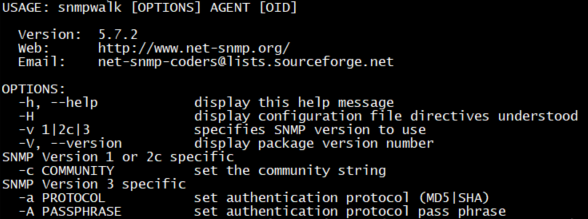 USAGE: snmpwalk [OPTIONS] AGENT [OID]
Version: 5.7.2
Web: http://www.net-snmp.org/
Email: net-snmp-coders@lists.sourceforge.net
OPTIONS:
-h, --help display this help message
-H display configuration file directives understood
-v 1|2c|3 specifies SNMP version to use
-V, --version display package version number
SNMP Version 1 or 2c specific
-c COMMUNITY set the community string
SNMP Version 3 specific
-a PROTOCOL set authentication protocol (MD5|SHA)
-A PASSPHRASE set authentication protocol pass phrase